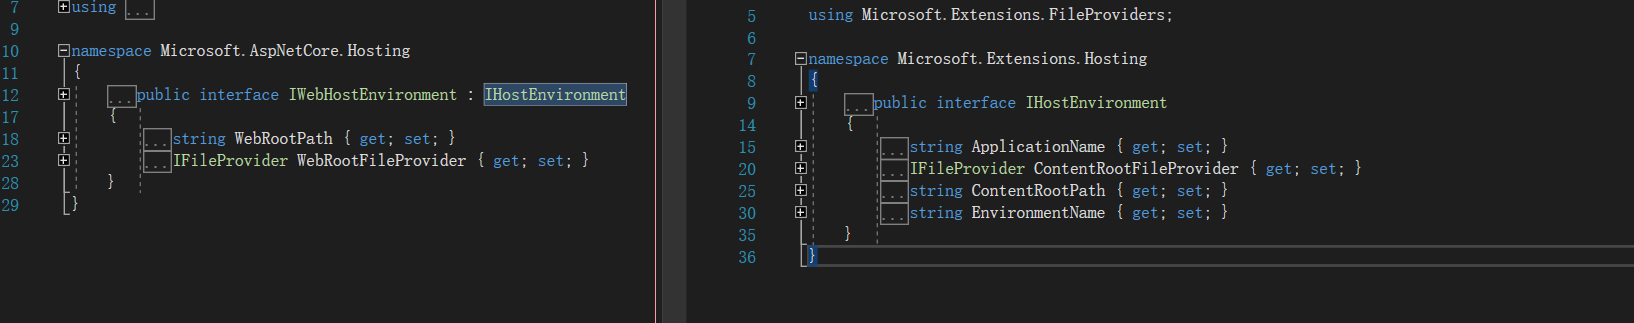 7 using ...
9
10 namespace Microsoft.AspNetCore.Hosting
11 {
12 ...public interface IWebHostEnvironment : IHostEnvironment
17 {
18 ...string WebRootPath { get; set; }
23 ...IFileProvider WebRootFileProvider { get; set; }
28 }
29 }
5 using Microsoft.Extensions.FileProviders;
6
7 namespace Microsoft.Extensions.Hosting
8 {
9 ...public interface IHostEnvironment
14 {
15 ...string ApplicationName { get; set; }
20 ...IFileProvider ContentRootFileProvider { get; set; }
25 ...string ContentRootPath { get; set; }
30 ...string EnvironmentName { get; set; }
35 }
36 }